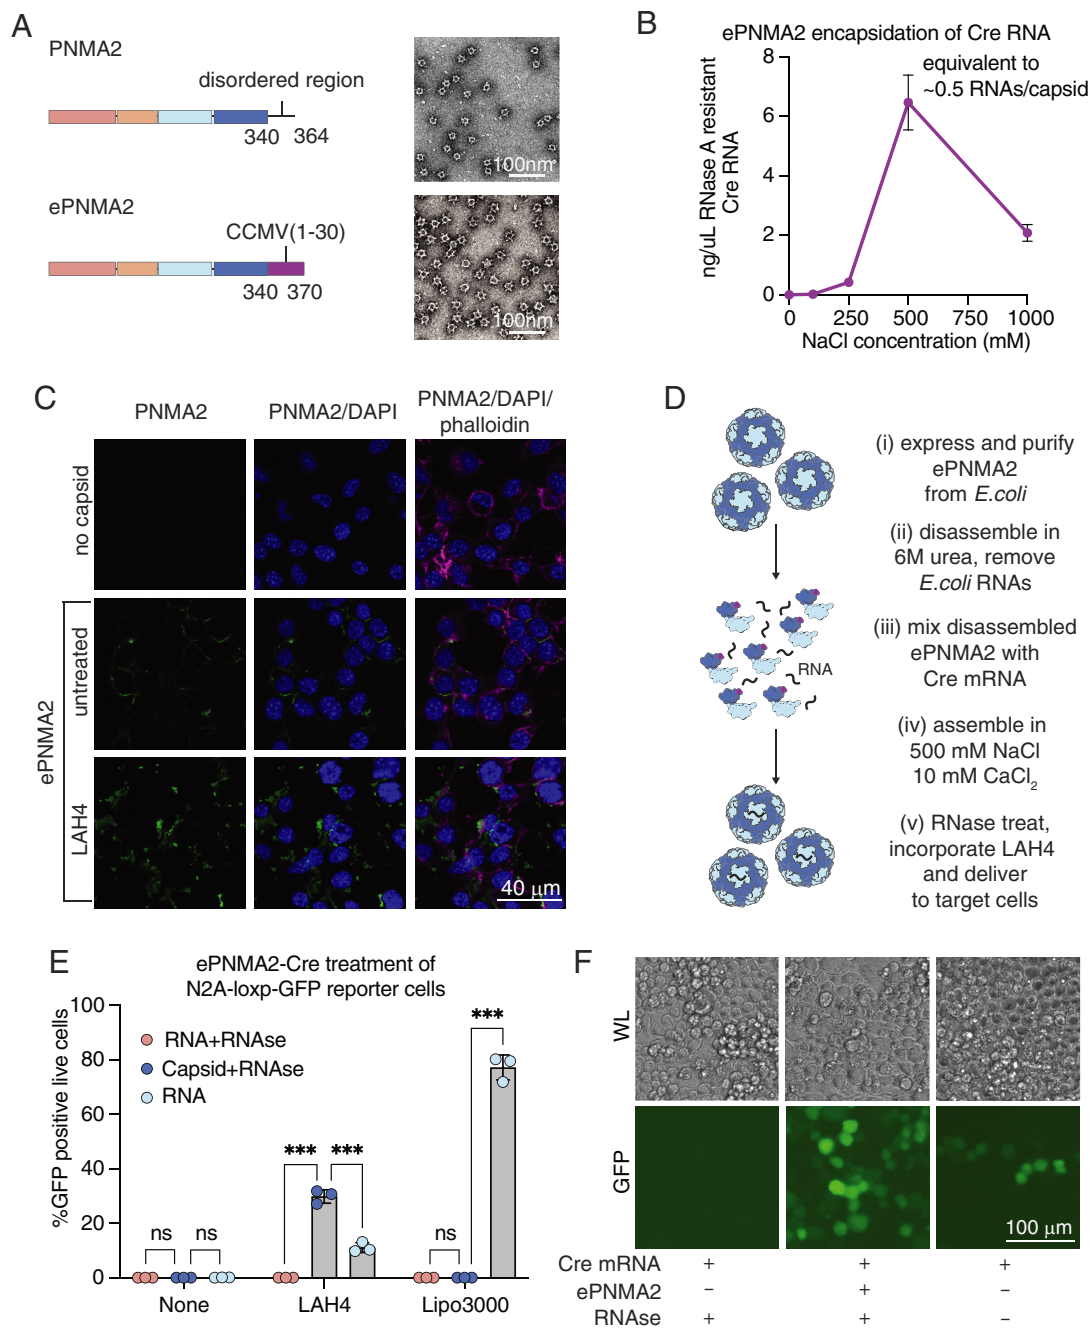 A
PNMA2
disordered region
340 364
100nm
ePNMA2
CCMV(1-30)
340 370
100nm
B
ePNMA2 encapsidation of Cre RNA
equivalent to
~0.5 RNAs/capsid
ng/uL RNase A resistant
Cre RNA
8
6
4
2
0
0 250 500 750 1000
NaCl concentration (mM)
C
PNMA2
PNMA2/DAPI
PNMA2/DAPI/
phalloidin
no capsid
ePNMA2
untreated
LAH4
40 μm
D
(i) express and purify
ePNMA2
from E.coli
(ii) disassemble in
6M urea, remove
E.coli RNAs
(iii) mix disassembled
ePNMA2 with
Cre mRNA
RNA
(iv) assemble in
500 mM NaCl
10 mM CaCl2
(v) RNase treat,
incorporate LAH4
and deliver
to target cells
E
ePNMA2-Cre treatment of
N2A-loxp-GFP reporter cells
%GFP positive live cells
100
80
60
40
20
0
RNA+RNAse
Capsid+RNAse
RNA
ns ns
*** ***
ns
***
None LAH4 Lipo3000
F
WL
GFP
100 μm
Cre mRNA + + +
ePNMA2 − + −
RNAse + + −